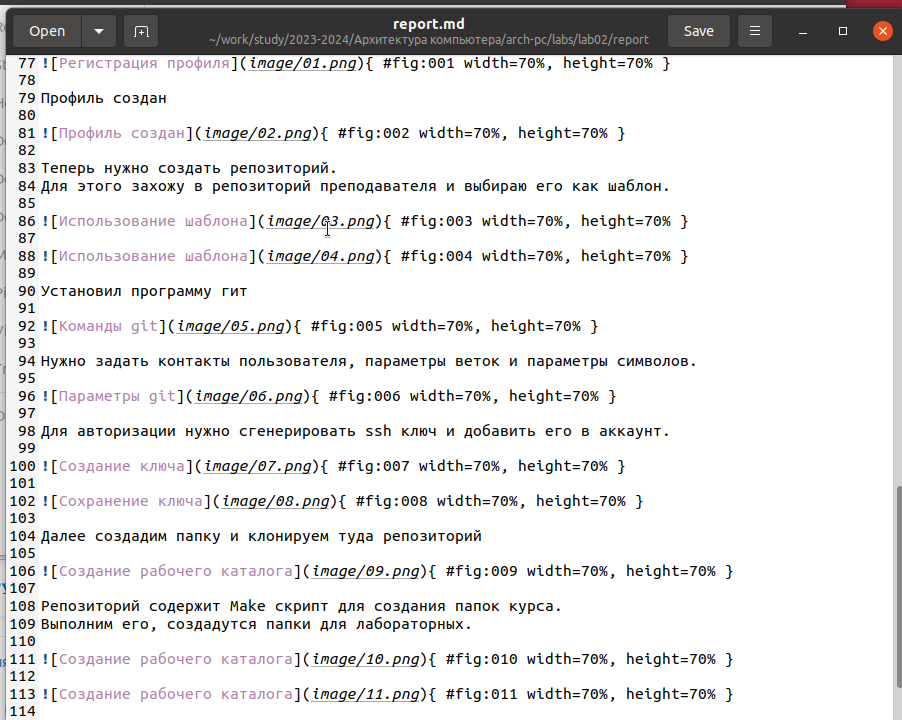 Open
report.md
~/work/study/2023-2024/Архитектура компьютера/arch-pc/labs/lab02/report
Save
77 ![Регистрация профиля](image/01.png){ #fig:001 width=70%, height=70% }
78
79 Профиль создан
80
81 ![Профиль создан](image/02.png){ #fig:002 width=70%, height=70% }
82
83 Теперь нужно создать репозиторий.
84 Для этого захожу в репозиторий преподавателя и выбираю его как шаблон.
85
86 ![Использование шаблона](image/03.png){ #fig:003 width=70%, height=70% }
87
88 ![Использование шаблона](image/04.png){ #fig:004 width=70%, height=70% }
89
90 Установил программу гит
91
92 ![Команды git](image/05.png){ #fig:005 width=70%, height=70% }
93
94 Нужно задать контакты пользователя, параметры веток и параметры символов.
95
96 ![Параметры git](image/06.png){ #fig:006 width=70%, height=70% }
97
98 Для авторизации нужно сгенерировать ssh ключ и добавить его в аккаунт.
99
100 ![Создание ключа](image/07.png){ #fig:007 width=70%, height=70% }
101
102 ![Сохранение ключа](image/08.png){ #fig:008 width=70%, height=70% }
103
104 Далее создадим папку и клонируем туда репозиторий
105
106 ![Создание рабочего каталога](image/09.png){ #fig:009 width=70%, height=70% }
107
108 Репозиторий содержит Make скрипт для создания папок курса.
109 Выполним его, создадутся папки для лабораторных.
110
111 ![Создание рабочего каталога](image/10.png){ #fig:010 width=70%, height=70% }
112
113 ![Создание рабочего каталога](image/11.png){ #fig:011 width=70%, height=70% }
114